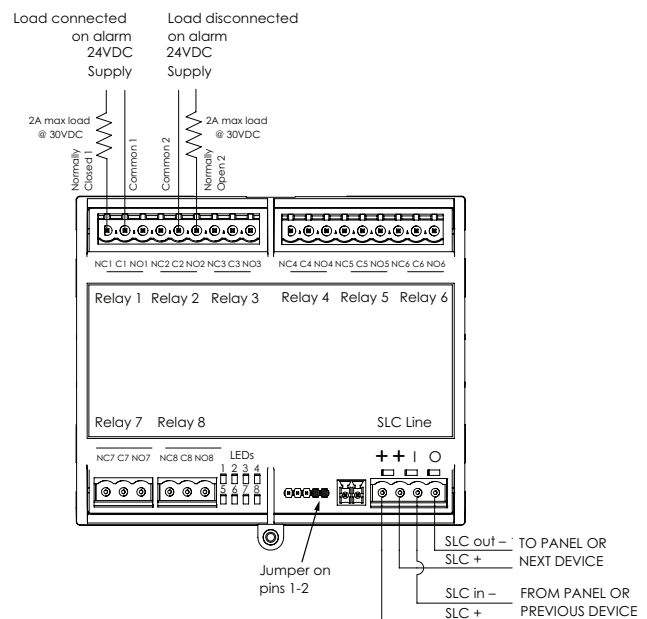 Load connected
on alarm
24VDC
Supply
Load disconnected
on alarm
24VDC
Supply
2A max load
@ 30VDC
2A max load
@ 30VDC
Normally
Closed 1
Common 1
Common 2
Normally
Open 2
NC1 C1 NO1 NC2 C2 NO2 NC3 C3 NO3
NC4 C4 NO4 NC5 C5 NO5 NC6 C6 NO6
Relay 1 Relay 2 Relay 3
Relay 4 Relay 5 Relay 6
Relay 7 Relay 8
SLC Line
NC7 C7 NO7 NC8 C8 NO8
LEDs
1 2 3 4
5 6 7 8
+ + I O
Jumper on
pins 1-2
SLC out –
SLC +
TO PANEL OR
NEXT DEVICE
SLC in –
SLC +
FROM PANEL OR
PREVIOUS DEVICE